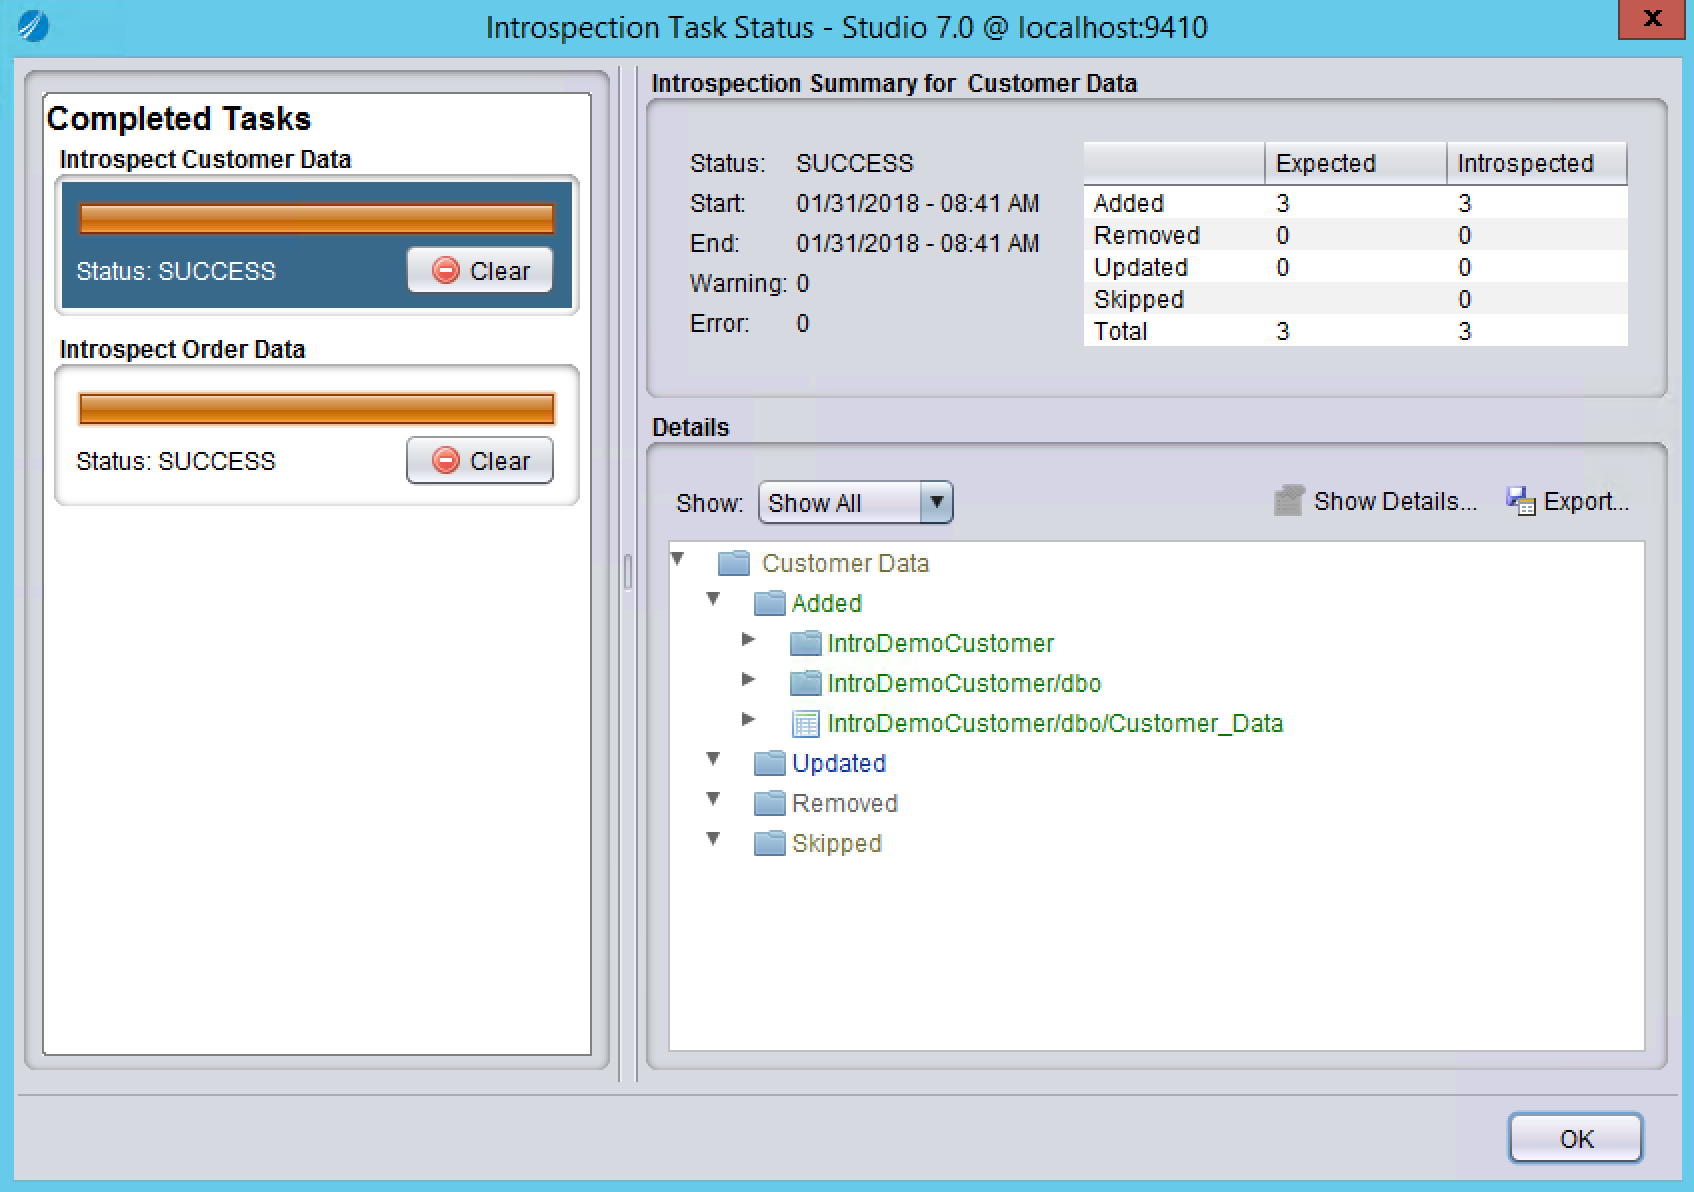 Introspection Task Status - Studio 7.0 @ localhost:9410
x
Completed Tasks
Introspect Customer Data
Status: SUCCESS
Clear
Introspect Order Data
Status: SUCCESS
Clear
Introspection Summary for Customer Data
Status: SUCCESS
Start: 01/31/2018 - 08:41 AM
End: 01/31/2018 - 08:41 AM
Warning: 0
Error: 0
Expected Introspected
Added 3 3
Removed 0 0
Updated 0 0
Skipped 0
Total 3 3
Details
Show: Show All
Show Details... Export...
Customer Data
Added
IntroDemoCustomer
IntroDemoCustomer/dbo
IntroDemoCustomer/dbo/Customer_Data
Updated
Removed
Skipped
OK